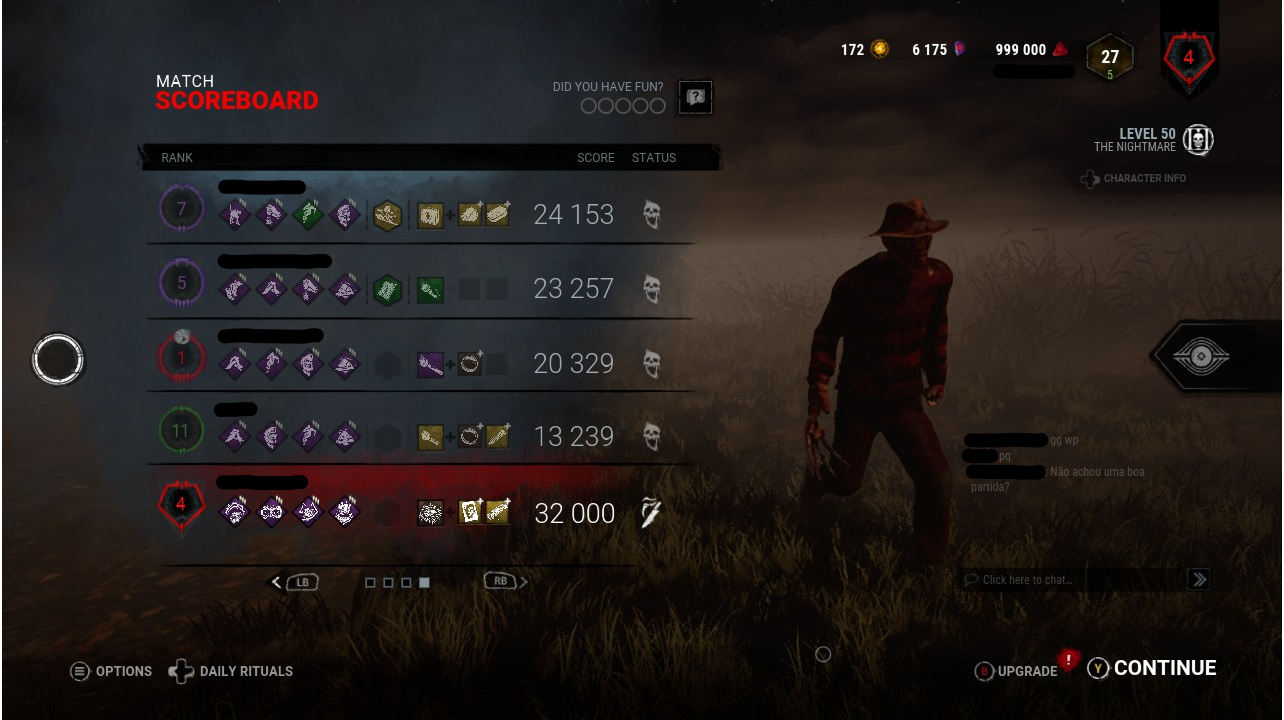 172 6 175 999 000 27 5 4
MATCH
SCOREBOARD
DID YOU HAVE FUN?
LEVEL 50
THE NIGHTMARE
CHARACTER INFO
RANK SCORE STATUS
7 24 153
5 23 257
1 20 329
11 13 239
4 32 000
gg wp
pq
Não achou uma boa
partida?
LB RB
Click here to chat...
OPTIONS DAILY RITUALS
B UPGRADE ! Y CONTINUE